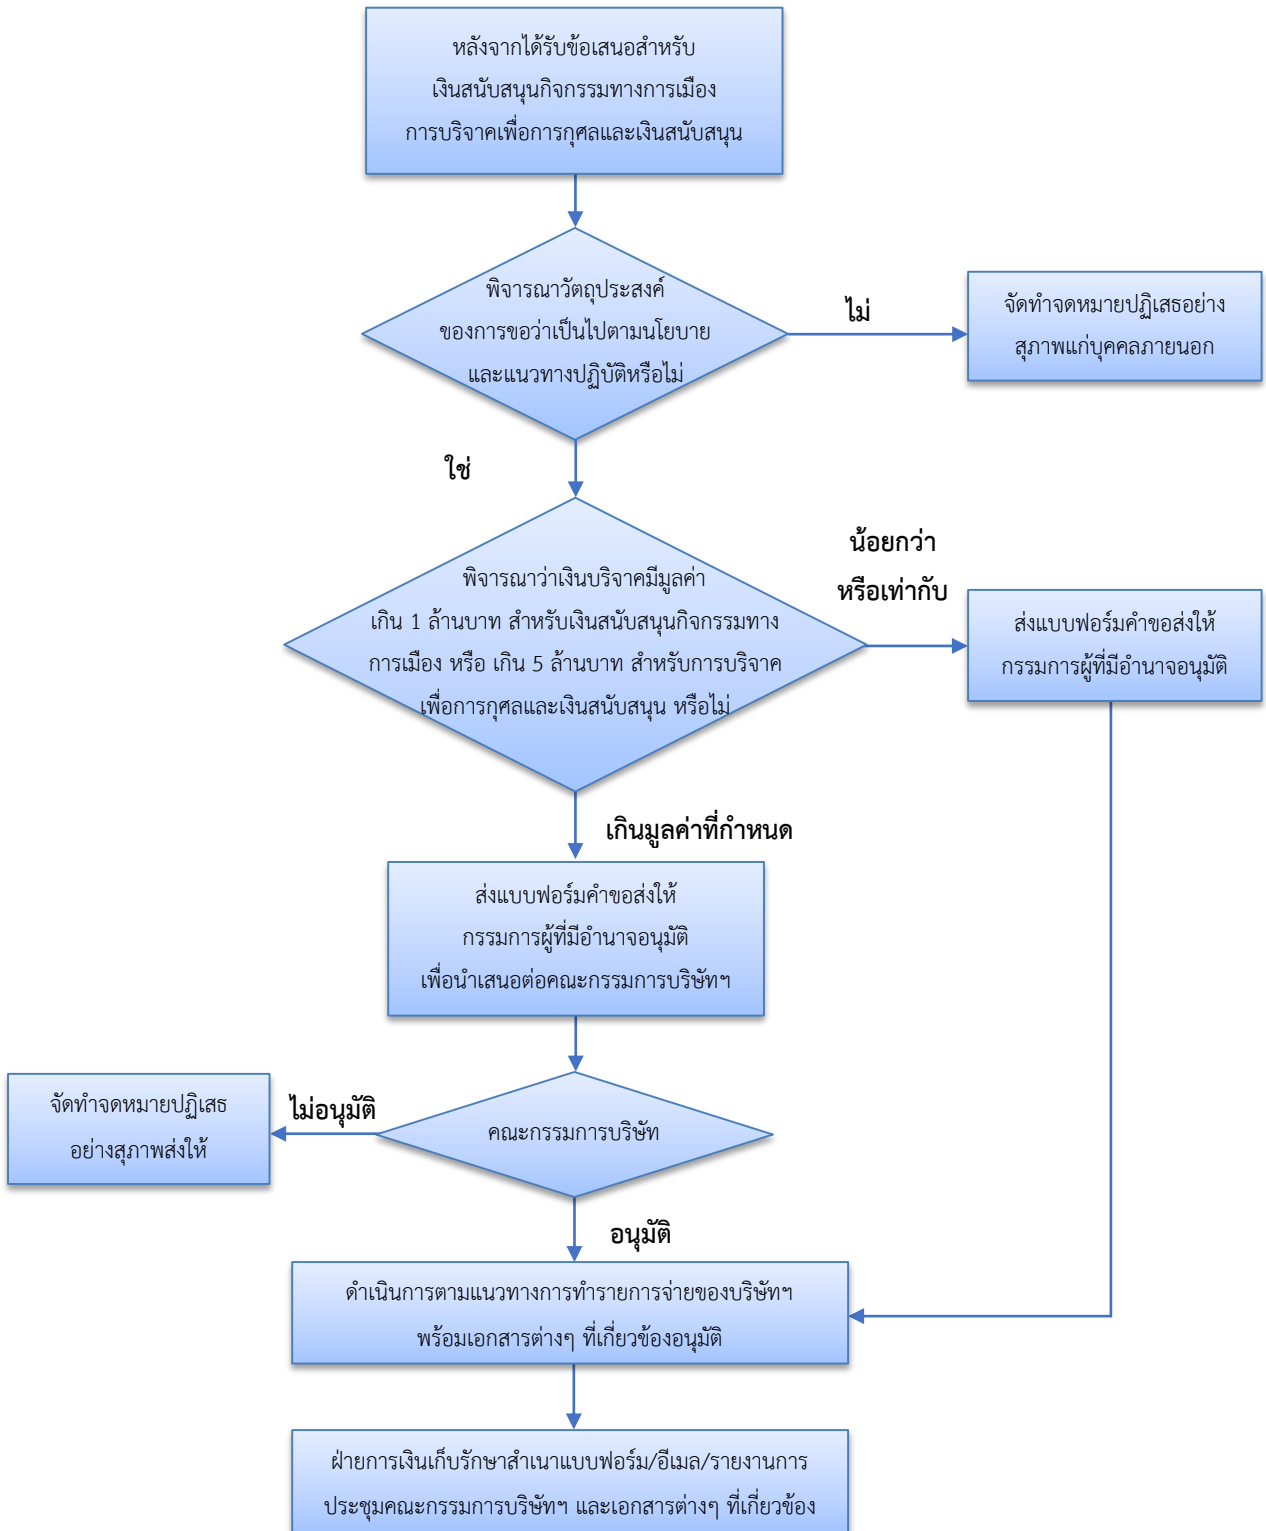 หลังจากได้รับข้อเสนอสำหรับ
เงินสนับสนุนกิจกรรมทางการเมือง
การบริจาคเพื่อการกุศลและเงินสนับสนุน
พิจารณาวัตถุประสงค์
ของการขอว่าเป็นไปตามนโยบาย
และแนวทางปฏิบัติหรือไม่
ไม่
จัดทำจดหมายปฏิเสธอย่าง
สุภาพแก่บุคคลภายนอก
ใช่
พิจารณาว่าเงินบริจาคมีมูลค่า
เกิน 1 ล้านบาท สำหรับเงินสนับสนุนกิจกรรมทาง
การเมือง หรือ เกิน 5 ล้านบาท สำหรับการบริจาค
เพื่อการกุศลและเงินสนับสนุน หรือไม่
น้อยกว่า
หรือเท่ากับ
ส่งแบบฟอร์มคำขอส่งให้
กรรมการผู้ที่มีอำนาจอนุมัติ
เกินมูลค่าที่กำหนด
ส่งแบบฟอร์มคำขอส่งให้
กรรมการผู้ที่มีอำนาจอนุมัติ
เพื่อนำเสนอต่อคณะกรรมการบริษัทฯ
จัดทำจดหมายปฏิเสธ
อย่างสุภาพส่งให้
ไม่อนุมัติ
คณะกรรมการบริษัท
อนุมัติ
ดำเนินการตามแนวทางการทำรายการจ่ายของบริษัทฯ
พร้อมเอกสารต่างๆ ที่เกี่ยวข้องอนุมัติ
ฝ่ายการเงินเก็บรักษาสำเนาแบบฟอร์ม/อีเมล/รายงานการ
ประชุมคณะกรรมการบริษัทฯ และเอกสารต่างๆ ที่เกี่ยวข้อง